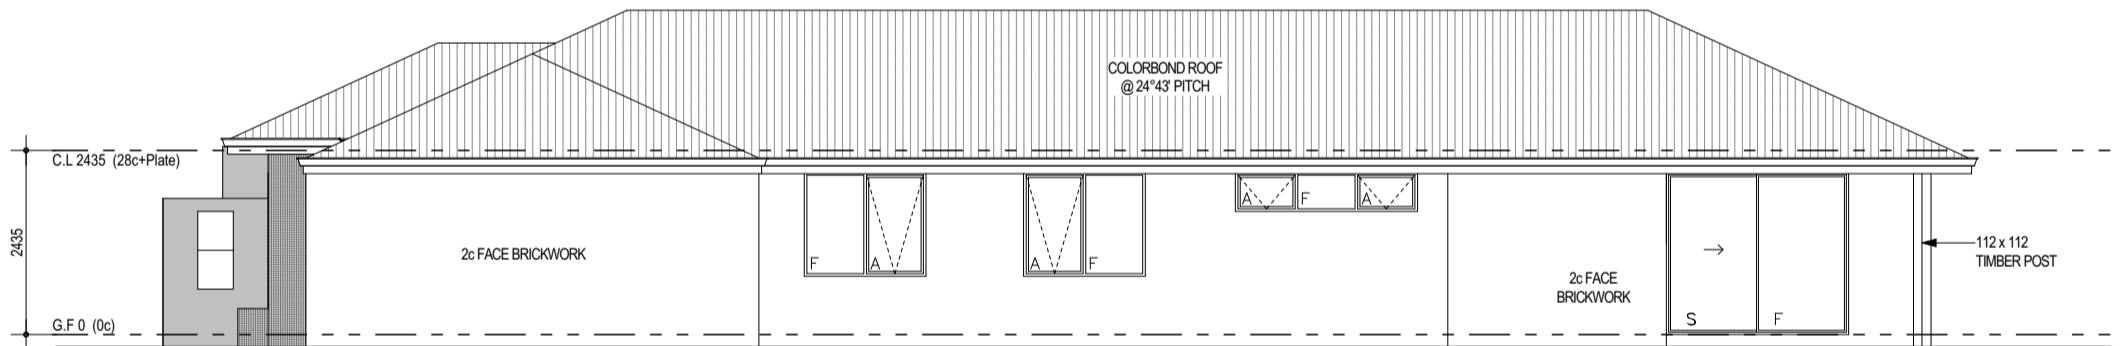 COLORBOND ROOF
@ 24°43' PITCH
C.L 2435 (28c+Plate)
2435
2c FACE BRICKWORK
F
A
A
F
A
F
A
2c FACE
BRICKWORK
S
F
112 x 112
TIMBER POST
G.F 0 (0c)